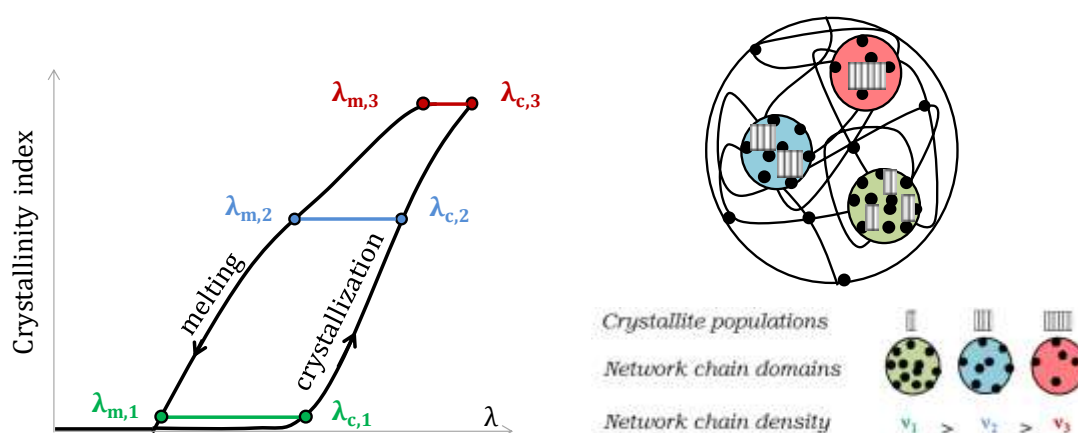 λm,3
λc,3
λm,2
λc,2
Crystallinity index
melting
crystallization
λm,1
λc,1
λ
Crystallite populations
Network chain domains
Network chain density
ν1 > ν2 > ν3